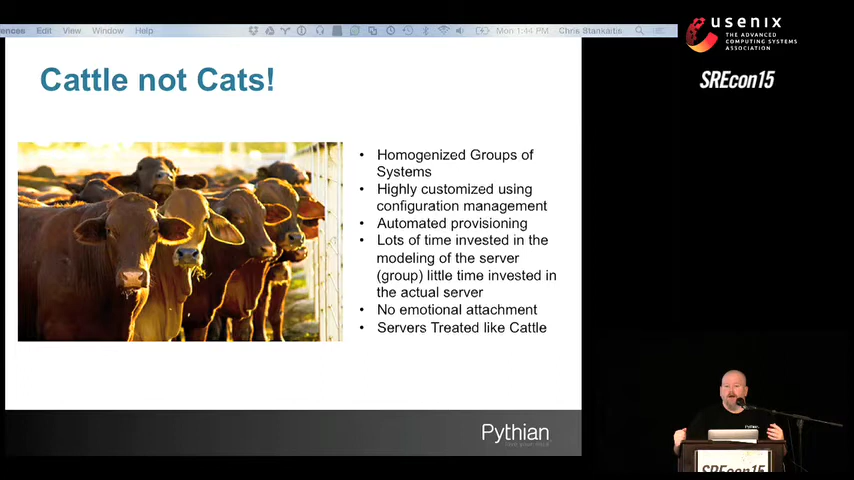 ences Edit View Window Help
Mon 1:44 PM Chris Stankaitis
usenix
THE ADVANCED
COMPUTING SYSTEMS
ASSOCIATION
SREcon15
Cattle not Cats!
• Homogenized Groups of
Systems
• Highly customized using
configuration management
• Automated provisioning
• Lots of time invested in the
modeling of the server
(group) little time invested in
the actual server
• No emotional attachment
• Servers Treated like Cattle
Pythian
SREcon15